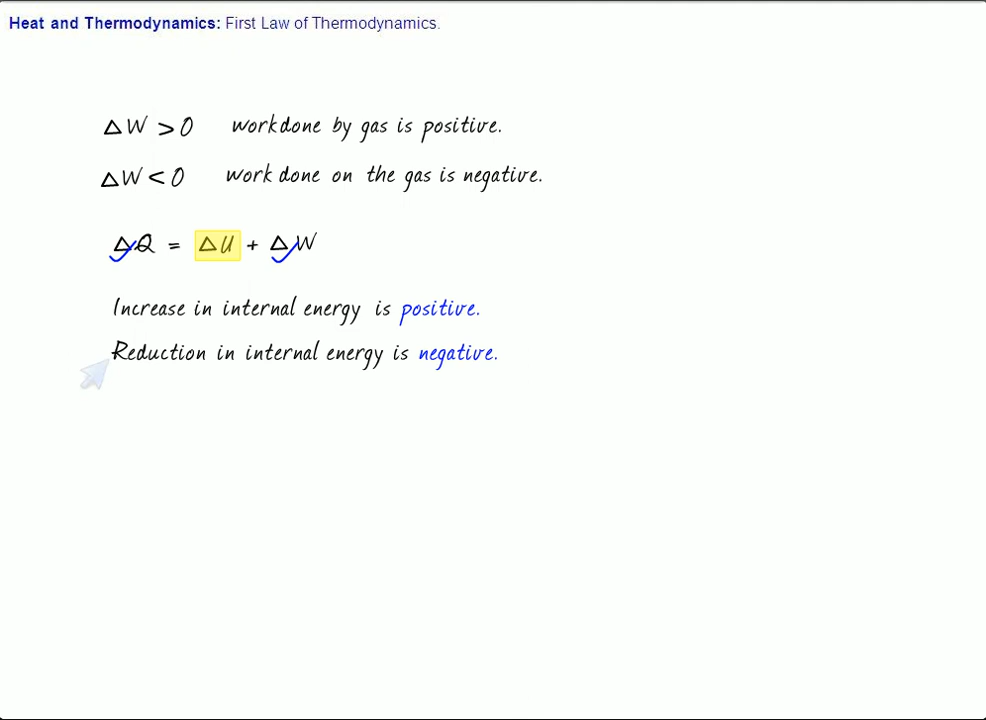 Heat and Thermodynamics: First Law of Thermodynamics.
ΔW > 0 workdone by gas is positive.
ΔW < 0 work done on the gas is negative.
ΔQ = ΔU + ΔW
Increase in internal energy is positive.
Reduction in internal energy is negative.